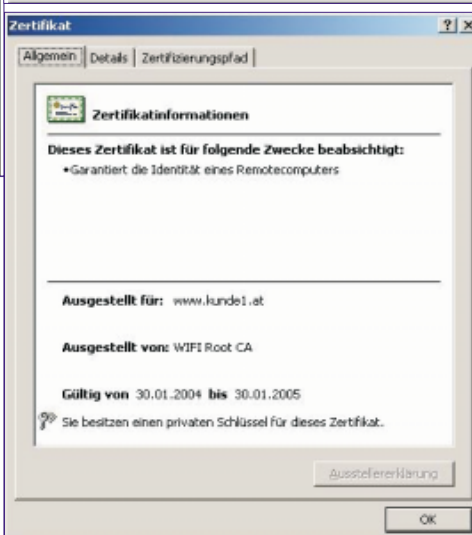 Zertifikat
Allgemein Details Zertifizierungspfad
Zertifikatinformationen
Dieses Zertifikat ist für folgende Zwecke beabsichtigt:
•Garantiert die Identität eines Remotecomputers
Ausgestellt für: www.kunde1.at
Ausgestellt von: WIFI Root CA
Gültig von 30.01.2004 bis 30.01.2005
Sie besitzen einen privaten Schlüssel für dieses Zertifikat.
Ausstellererklärung
OK